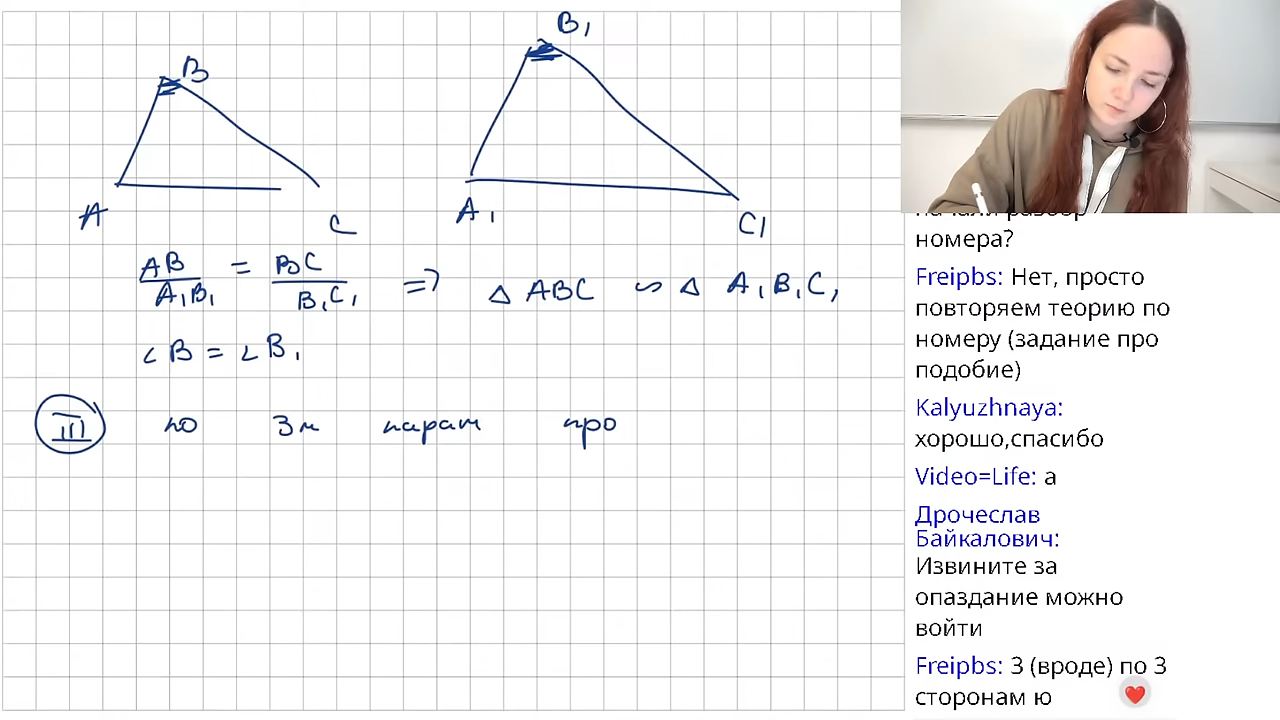 B
B₁
A
C
A₁
C₁
AB/A₁B₁ = BC/B₁C₁ => △ ABC ∽ △ A₁B₁C₁
∠B = ∠B₁
III по 3м парам про
номера?
Freipbs: Нет, просто
повторяем теорию по
номеру (задание про
подобие)
Kalyuzhnaya:
хорошо,спасибо
Video=Life: а
Дрочеслав
Байкалович:
Извините за
опаздание можно
войти
Freipbs: 3 (вроде) по 3
сторонам ю